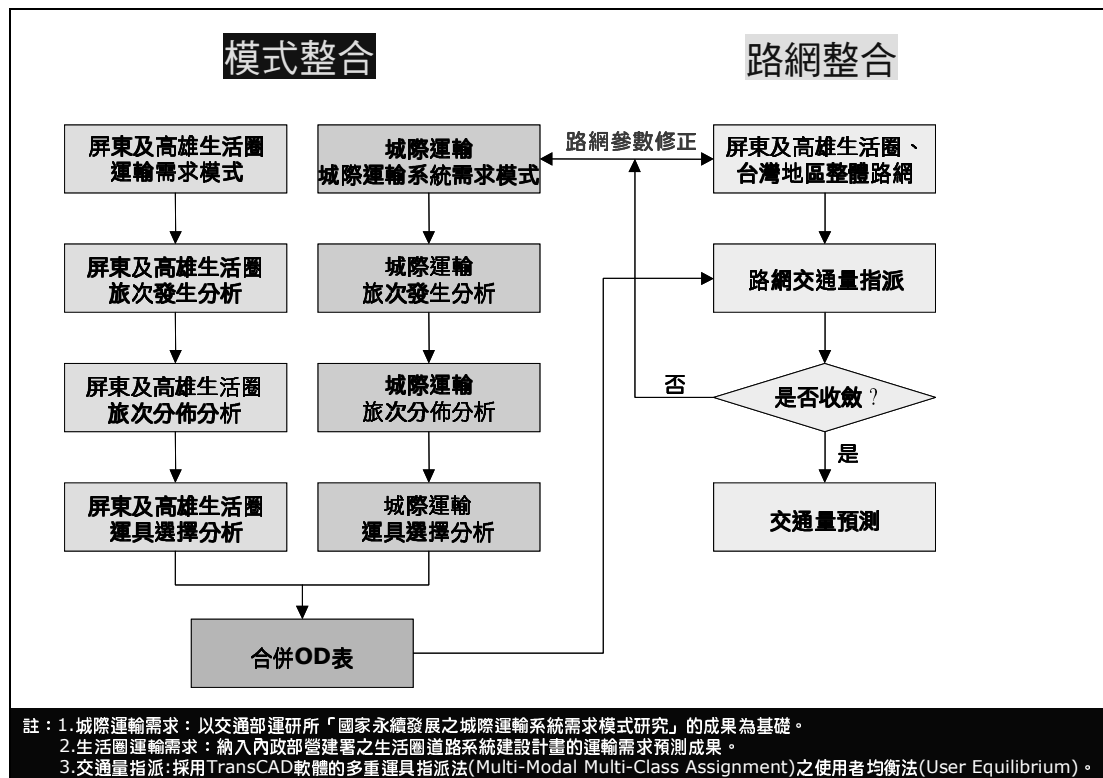 模式整合
路網整合
屏東及高雄生活圈
運輸需求模式
城際運輸
城際運輸系統需求模式
路網參數修正
屏東及高雄生活圈、
台灣地區整體路網
屏東及高雄生活圈
旅次發生分析
城際運輸
旅次發生分析
路網交通量指派
屏東及高雄生活圈
旅次分佈分析
城際運輸
旅次分佈分析
否
是否收斂？
是
屏東及高雄生活圈
運具選擇分析
城際運輸
運具選擇分析
交通量預測
合併OD表
註：1.城際運輸需求：以交通部運研所「國家永續發展之城際運輸系統需求模式研究」的成果為基礎。
2.生活圈運輸需求：納入內政部營建署之生活圈道路系統建設計畫的運輸需求預測成果。
3.交通量指派:採用TransCAD軟體的多重運具指派法(Multi-Modal Multi-Class Assignment)之使用者均衡法(User Equilibrium)。